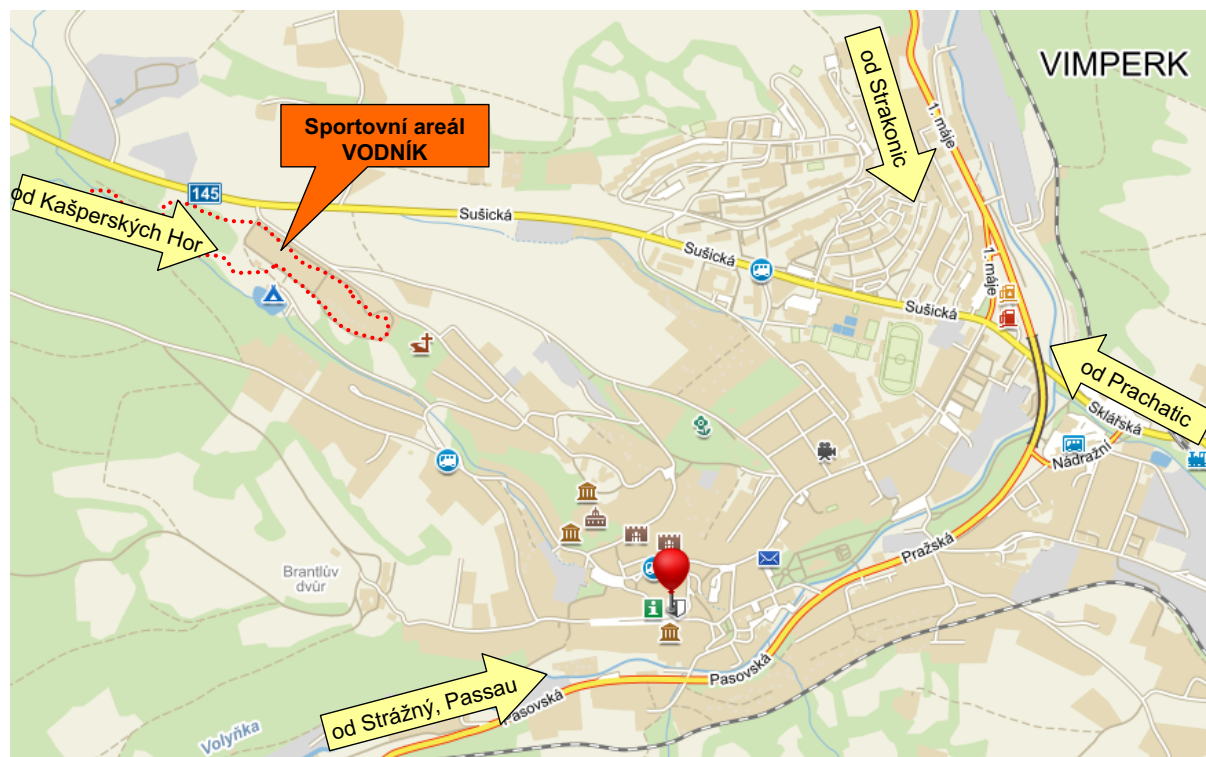 VIMPERK
od Strakonic
1. máje
Sportovní areál
VODNÍK
145
od Kašperských Hor
Sušická
Sušická
Sušická
1. máje
od Prachatic
Sklářská
Nádražní
Pražská
Brantlův
dvůr
Pasovská
od Strážný, Passau
Pasovská
Volyňka